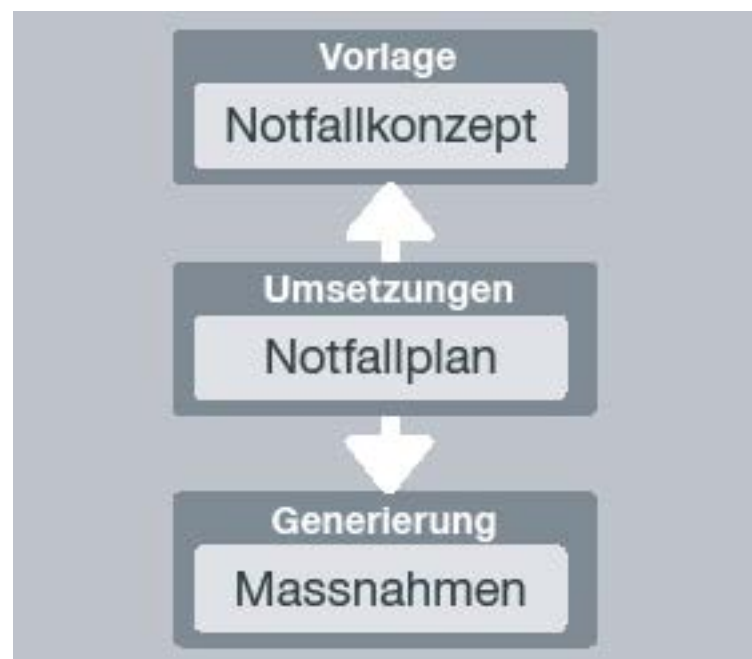 Vorlage
Notfallkonzept
Umsetzungen
Notfallplan
Generierung
Massnahmen